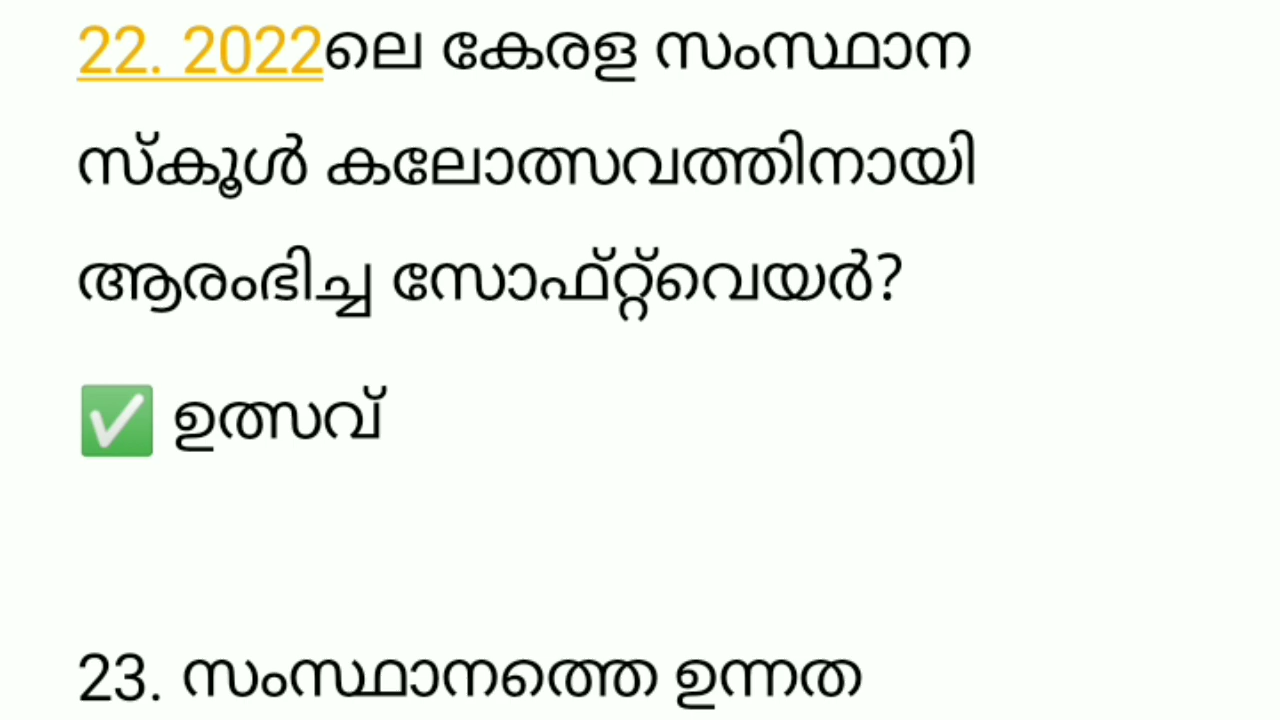 22. 2022ലെ കേരള സംസ്ഥാന
സ്കൂൾ കലോത്സവത്തിനായി
ആരംഭിച്ച സോഫ്റ്റ്‌വെയർ?
✅ ഉത്സവ്
23. സംസ്ഥാനത്തെ ഉന്നത